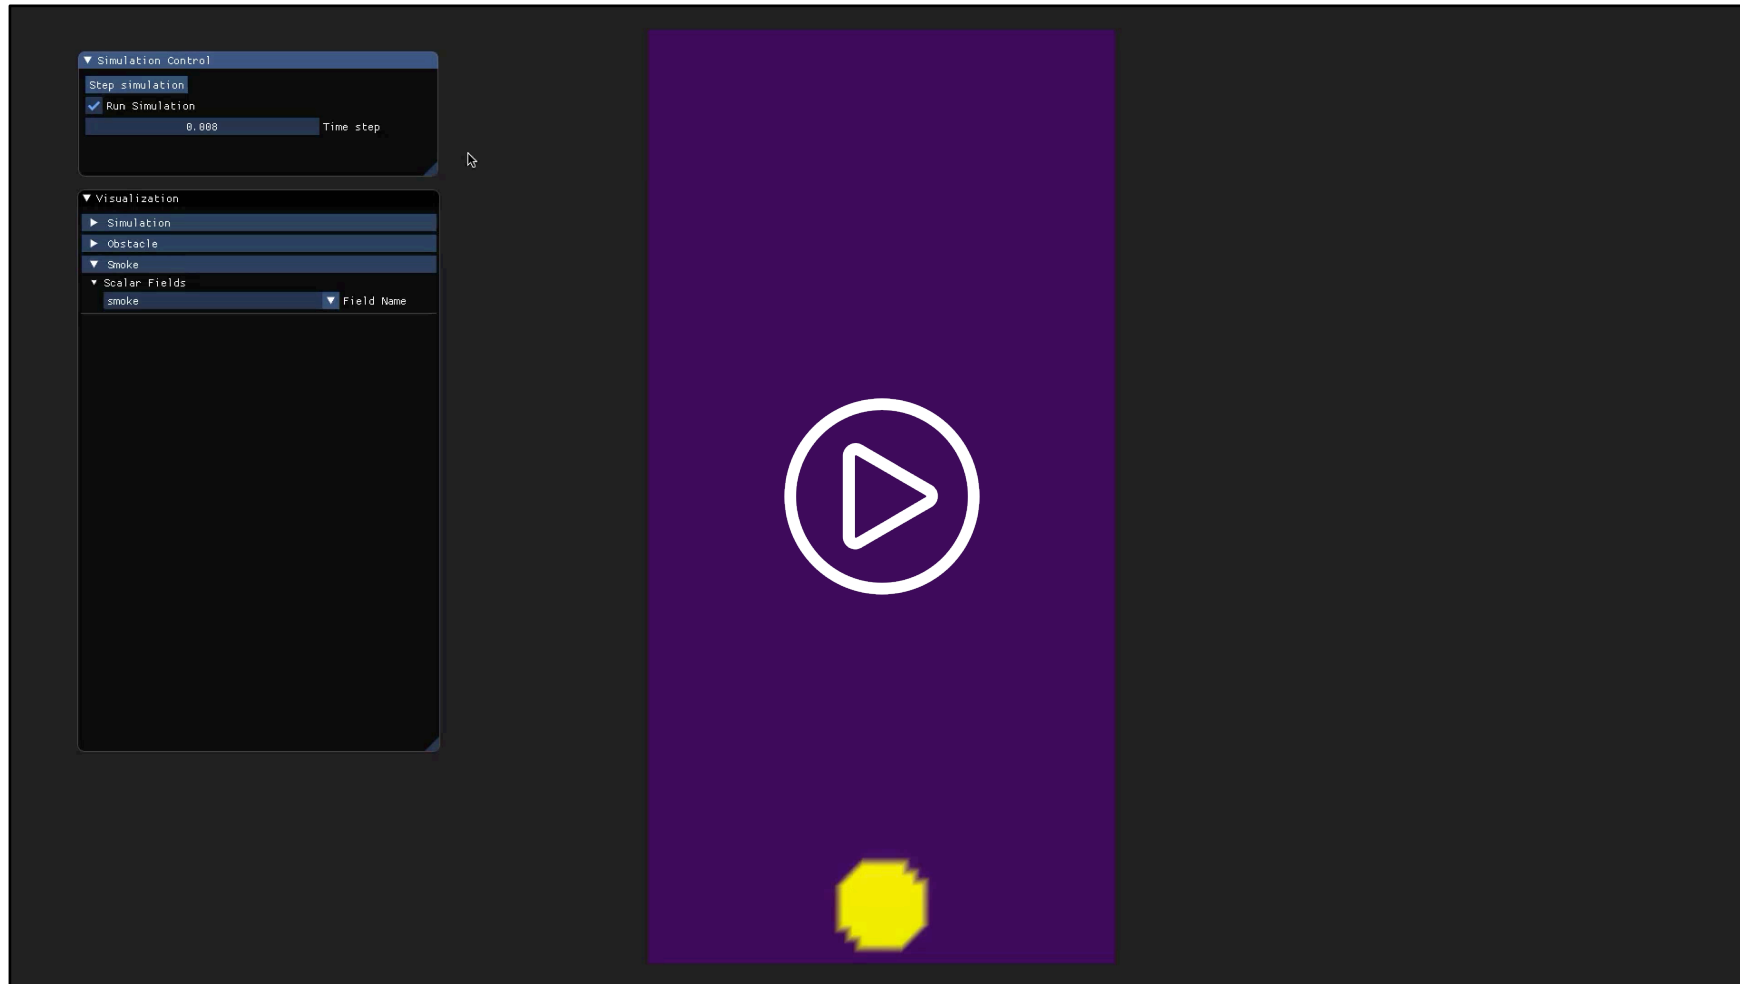 Simulation Control
Step simulation
Run Simulation
0.008 Time step
Visualization
Simulation
Obstacle
Smoke
Scalar Fields
smoke Field Name